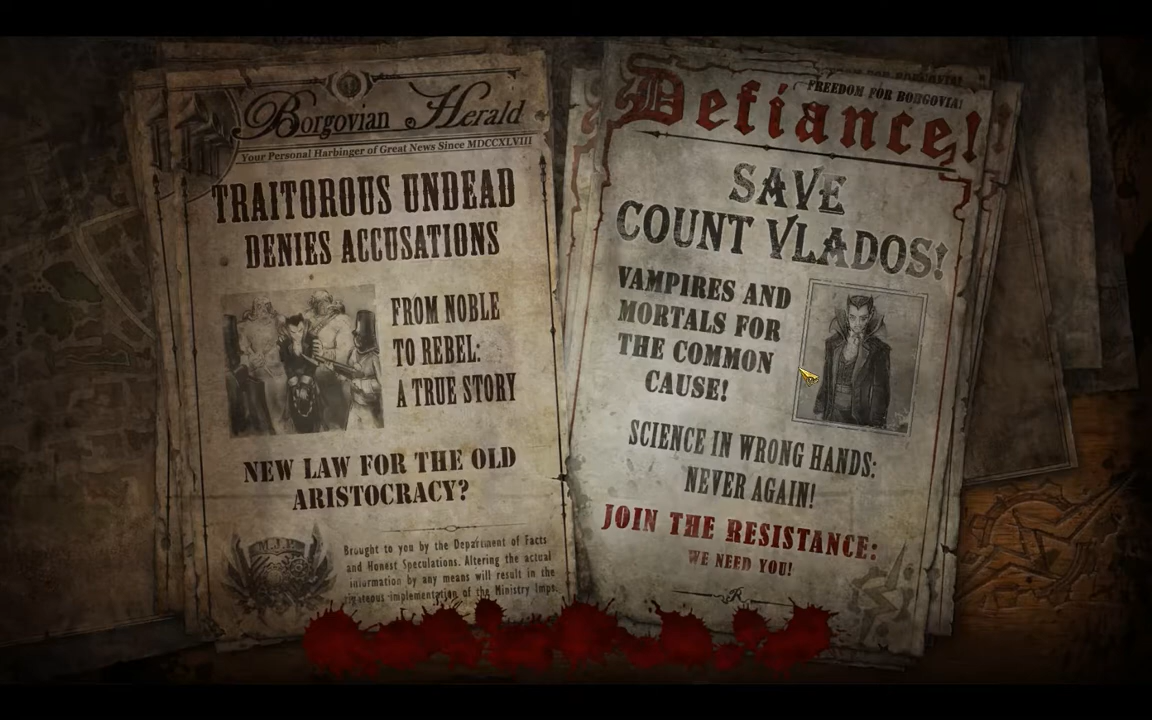 Borgovian Herald
Your Personal Harbinger of Great News Since MDCCXLVIII
TRAITOROUS UNDEAD
DENIES ACCUSATIONS
FROM NOBLE
TO REBEL:
A TRUE STORY
NEW LAW FOR THE OLD
ARISTOCRACY?
Brought to you by the Department of Facts
and Honest Speculations. Altering the actual
information by any means will result in the
righteous implementation of the Ministry Imps.
FREEDOM FOR BORGOVIA!
Defiance!
SAVE
COUNT VLADOS!
VAMPIRES AND
MORTALS FOR
THE COMMON
CAUSE!
SCIENCE IN WRONG HANDS:
NEVER AGAIN!
JOIN THE RESISTANCE:
WE NEED YOU!
R